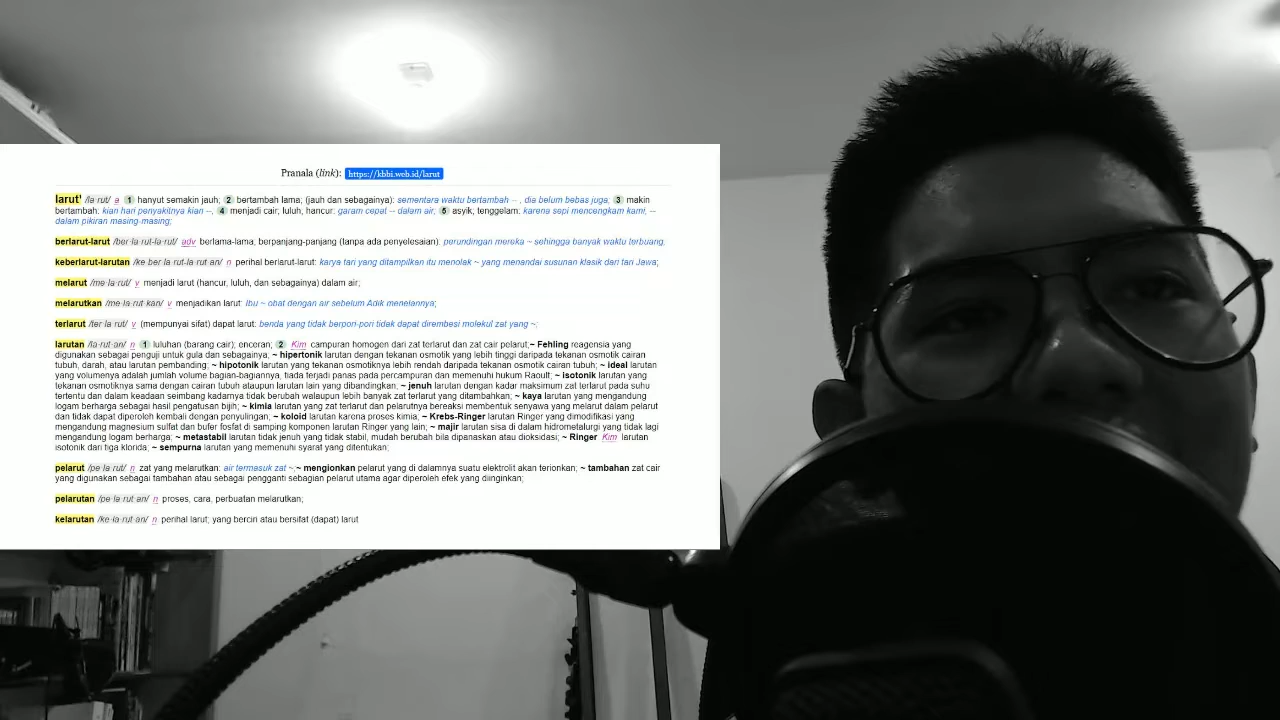 Pranala (link): https://kbbi.web.id/larut
larut¹ /la·rut/ a 1 hanyut semakin jauh; 2 bertambah lama; (jauh dan sebagainya): sementara waktu bertambah -- , dia belum bebas juga; 3 makin
bertambah: kian hari penyakitnya kian --; 4 menjadi cair; luluh; hancur: garam cepat -- dalam air; 5 asyik; tenggelam: karena sepi mencengkam kami, --
dalam pikiran masing-masing;
berlarut-larut /ber·la·rut-la·rut/ adv berlama-lama; berpanjang-panjang (tanpa ada penyelesaian): perundingan mereka ~ sehingga banyak waktu terbuang;
keberlarut-larutan /ke·ber·la·rut-la·rut·an/ n perihal berlarut-larut: karya tari yang ditampilkan itu menolak ~ yang menandai susunan klasik dari tari Jawa;
melarut /me·la·rut/ v menjadi larut (hancur, luluh, dan sebagainya) dalam air;
melarutkan /me·la·rut·kan/ v menjadikan larut: Ibu ~ obat dengan air sebelum Adik menelannya;
terlarut /ter·la·rut/ v (mempunyai sifat) dapat larut: benda yang tidak berpori-pori tidak dapat dirembesi molekul zat yang ~;
larutan /la·rut·an/ n 1 luluhan (barang cair); enceran; 2 Kim campuran homogen dari zat terlarut dan zat cair pelarut;~ Fehling reagensia yang
digunakan sebagai penguji untuk gula dan sebagainya; ~ hipertonik larutan dengan tekanan osmotik yang lebih tinggi daripada tekanan osmotik cairan
tubuh, darah, atau larutan pembanding; ~ hipotonik larutan yang tekanan osmotiknya lebih rendah daripada tekanan osmotik cairan tubuh; ~ ideal larutan
yang volumenya adalah jumlah volume bagian-bagiannya, tiada terjadi panas pada percampuran dan memenuhi hukum Raoult; ~ isotonik larutan yang
tekanan osmotiknya sama dengan cairan tubuh ataupun larutan lain yang dibandingkan; ~ jenuh larutan dengan kadar maksimum zat terlarut pada suhu
tertentu dan dalam keadaan seimbang kadarnya tidak berubah walaupun lebih banyak zat terlarut yang ditambahkan; ~ kaya larutan yang mengandung
logam berharga sebagai hasil pengatusan bijih; ~ kimia larutan yang zat terlarut dan pelarutnya bereaksi membentuk senyawa yang melarut dalam pelarut
dan tidak dapat diperoleh kembali dengan penyulingan; ~ koloid larutan karena proses kimia; ~ Krebs-Ringer larutan Ringer yang dimodifikasi yang
mengandung magnesium sulfat dan bufer fosfat di samping komponen larutan Ringer yang lain; ~ majir larutan sisa di dalam hidrometalurgi yang tidak lagi
mengandung logam berharga; ~ metastabil larutan tidak jenuh yang tidak stabil, mudah berubah bila dipanaskan atau dioksidasi; ~ Ringer Kim larutan
isotonik dari tiga klorida; ~ sempurna larutan yang memenuhi syarat yang ditentukan;
pelarut /pe·la·rut/ n zat yang melarutkan: air termasuk zat ~;~ mengionkan pelarut yang di dalamnya suatu elektrolit akan terionkan; ~ tambahan zat cair
yang digunakan sebagai tambahan atau sebagai pengganti sebagian pelarut utama agar diperoleh efek yang diinginkan;
pelarutan /pe·la·rut·an/ n proses, cara, perbuatan melarutkan;
kelarutan /ke·la·rut·an/ n perihal larut; yang berciri atau bersifat (dapat) larut